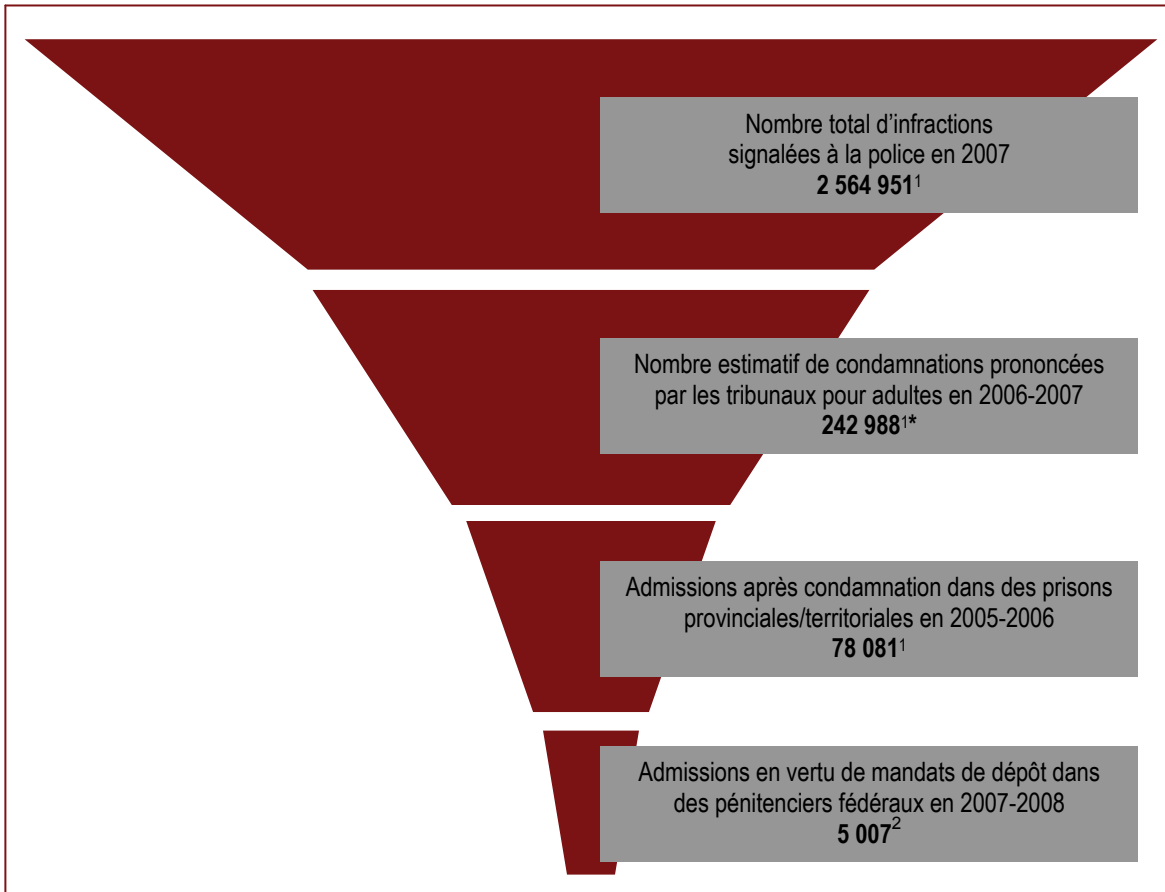 Nombre total d'infractions
signalées à la police en 2007
2 564 951¹
Nombre estimatif de condamnations prononcées
par les tribunaux pour adultes en 2006-2007
242 988¹*
Admissions après condamnation dans des prisons
provinciales/territoriales en 2005-2006
78 081¹
Admissions en vertu de mandats de dépôt dans
des pénitenciers fédéraux en 2007-2008
5 007²